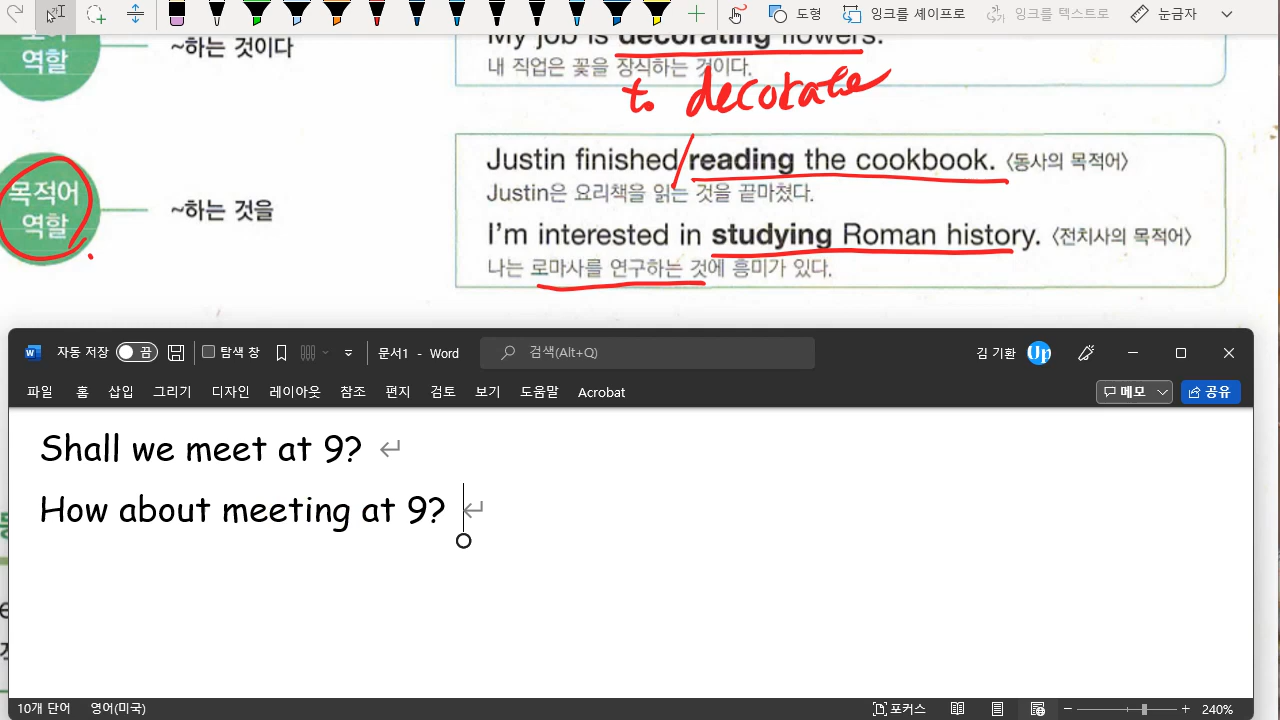 도형 잉크를 셰이프로 잉크를 텍스트로 눈금자
역할
~하는 것이다
My job is decorating flowers.
내 직업은 꽃을 장식하는 것이다.
to decorate
목적어
역할
~하는 것을
Justin finished reading the cookbook. <동사의 목적어>
Justin은 요리책을 읽는 것을 끝마쳤다.
I'm interested in studying Roman history. <전치사의 목적어>
나는 로마사를 연구하는 것에 흥미가 있다.
자동 저장 끔 탐색 창 문서1 - Word 검색(Alt+Q) 김 기환 Up
파일 홈 삽입 그리기 디자인 레이아웃 참조 편지 검토 보기 도움말 Acrobat 메모 공유
Shall we meet at 9?
How about meeting at 9?
10개 단어 영어(미국) 포커스 240%